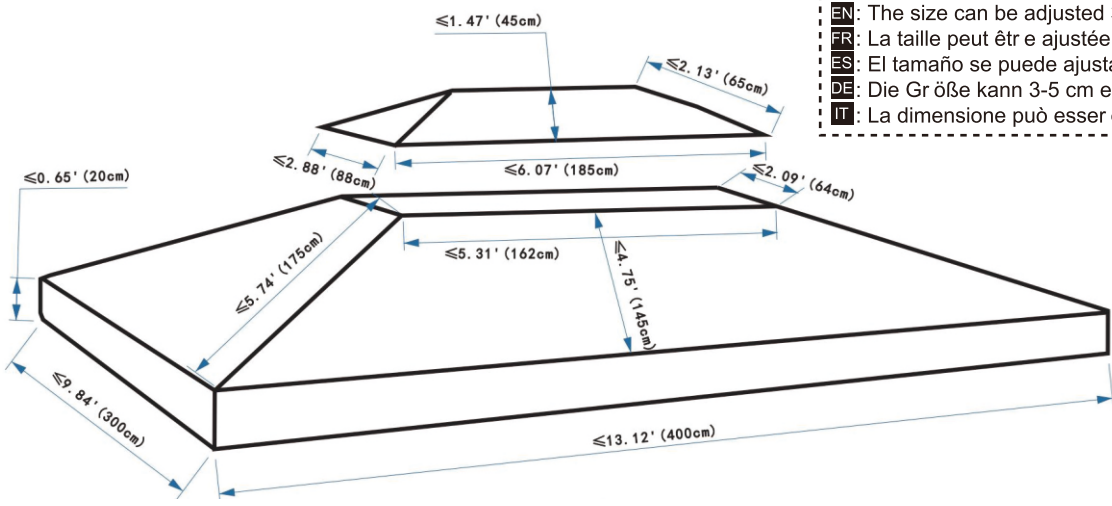 ≤1.47' (45cm)
≤2.13' (65cm)
EN: The size can be adjusted
FR: La taille peut êtr e ajustée
ES: El tamaño se puede ajusta
DE: Die Gr öße kann 3-5 cm e
IT: La dimensione può esser
≤2.88' (88cm)
≤6.07' (185cm)
≤2.09' (64cm)
≤0.65' (20cm)
≤5.74' (175cm)
≤5.31' (162cm)
≤4.75' (145cm)
≤9.84' (300cm)
≤13.12' (400cm)